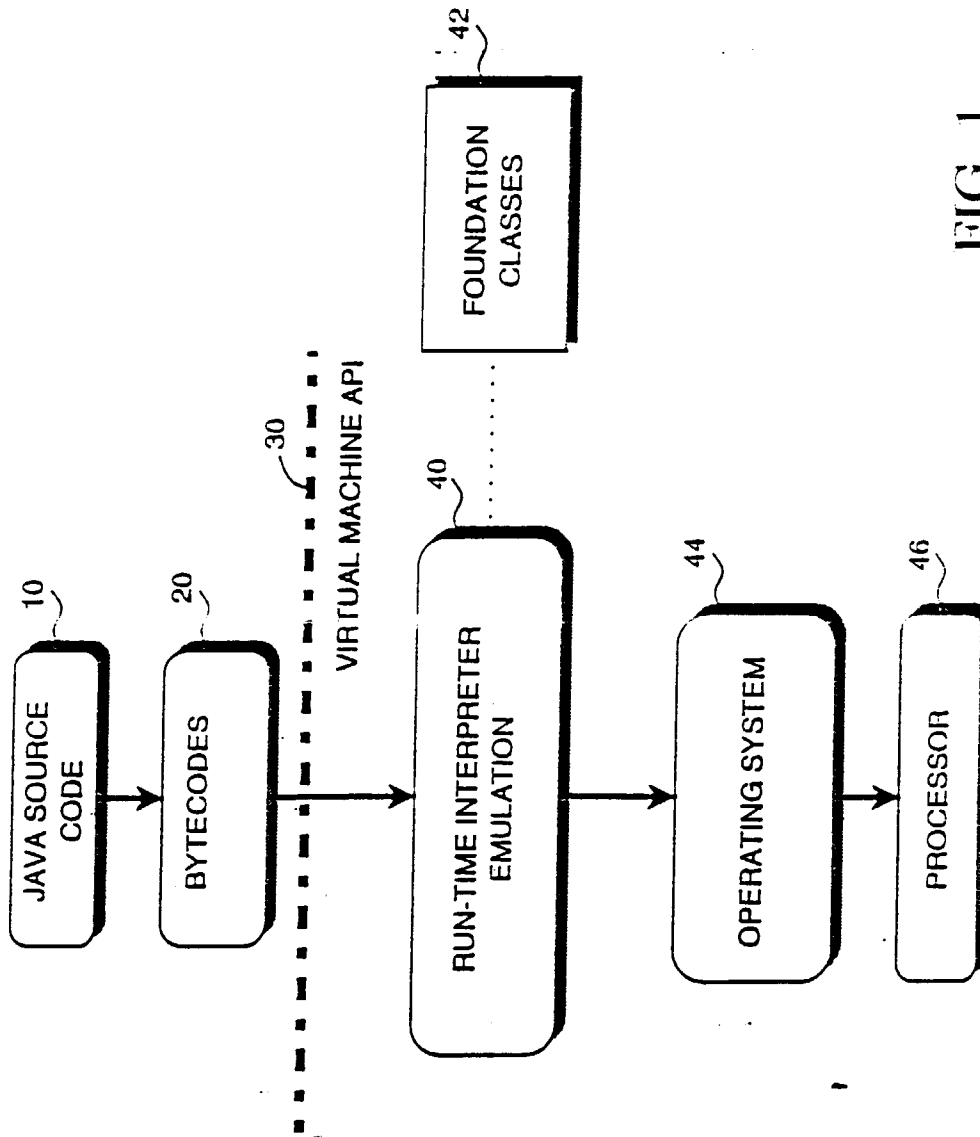 10
JAVA SOURCE
CODE
20
BYTECODES
30
VIRTUAL MACHINE API
40
RUN-TIME INTERPRETER
EMULATION
42
FOUNDATION
CLASSES
44
OPERATING SYSTEM
46
PROCESSOR
FIG. 1